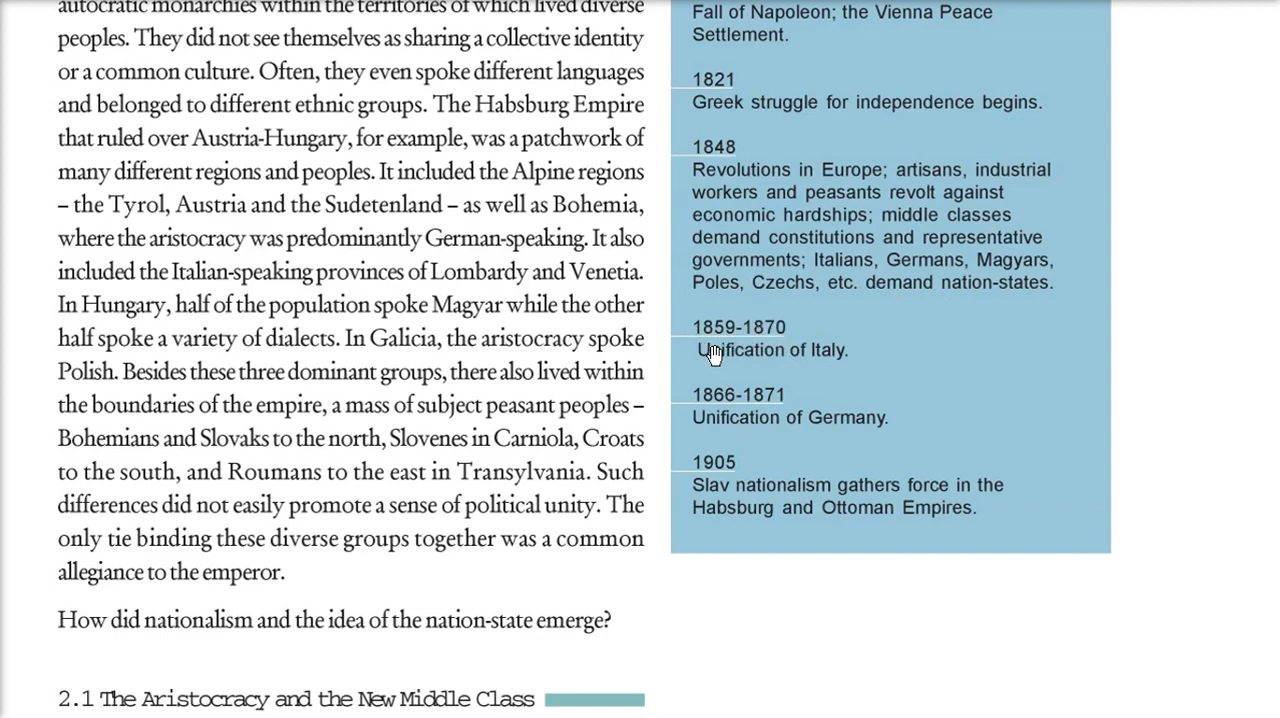 autocratic monarchies within the territories of which lived diverse
peoples. They did not see themselves as sharing a collective identity
or a common culture. Often, they even spoke different languages
and belonged to different ethnic groups. The Habsburg Empire
that ruled over Austria-Hungary, for example, was a patchwork of
many different regions and peoples. It included the Alpine regions
– the Tyrol, Austria and the Sudetenland – as well as Bohemia,
where the aristocracy was predominantly German-speaking. It also
included the Italian-speaking provinces of Lombardy and Venetia.
In Hungary, half of the population spoke Magyar while the other
half spoke a variety of dialects. In Galicia, the aristocracy spoke
Polish. Besides these three dominant groups, there also lived within
the boundaries of the empire, a mass of subject peasant peoples –
Bohemians and Slovaks to the north, Slovenes in Carniola, Croats
to the south, and Roumans to the east in Transylvania. Such
differences did not easily promote a sense of political unity. The
only tie binding these diverse groups together was a common
allegiance to the emperor.
How did nationalism and the idea of the nation-state emerge?
2.1 The Aristocracy and the New Middle Class
Fall of Napoleon; the Vienna Peace
Settlement.
1821
Greek struggle for independence begins.
1848
Revolutions in Europe; artisans, industrial
workers and peasants revolt against
economic hardships; middle classes
demand constitutions and representative
governments; Italians, Germans, Magyars,
Poles, Czechs, etc. demand nation-states.
1859-1870
Unification of Italy.
1866-1871
Unification of Germany.
1905
Slav nationalism gathers force in the
Habsburg and Ottoman Empires.